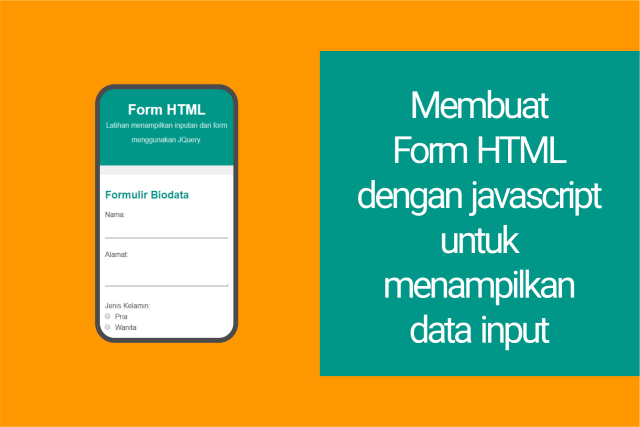 Form HTML
Latihan menampilkan inputan dari form
menggunakan JQuery
Formulir Biodata
Nama:
Alamat:
Jenis Kelamin:
Pria
Wanita
Membuat
Form HTML
dengan javascript
untuk
menampilkan
data input